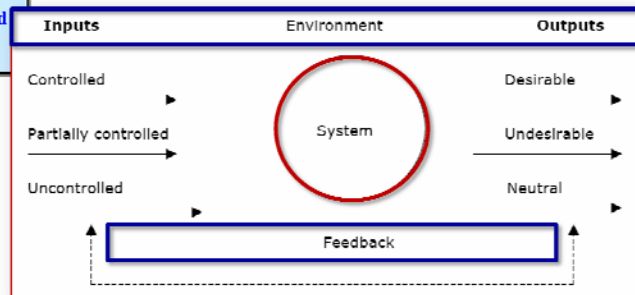 d
Inputs Environment Outputs
Controlled Desirable
System
Partially controlled Undesirable
Uncontrolled Neutral
Feedback